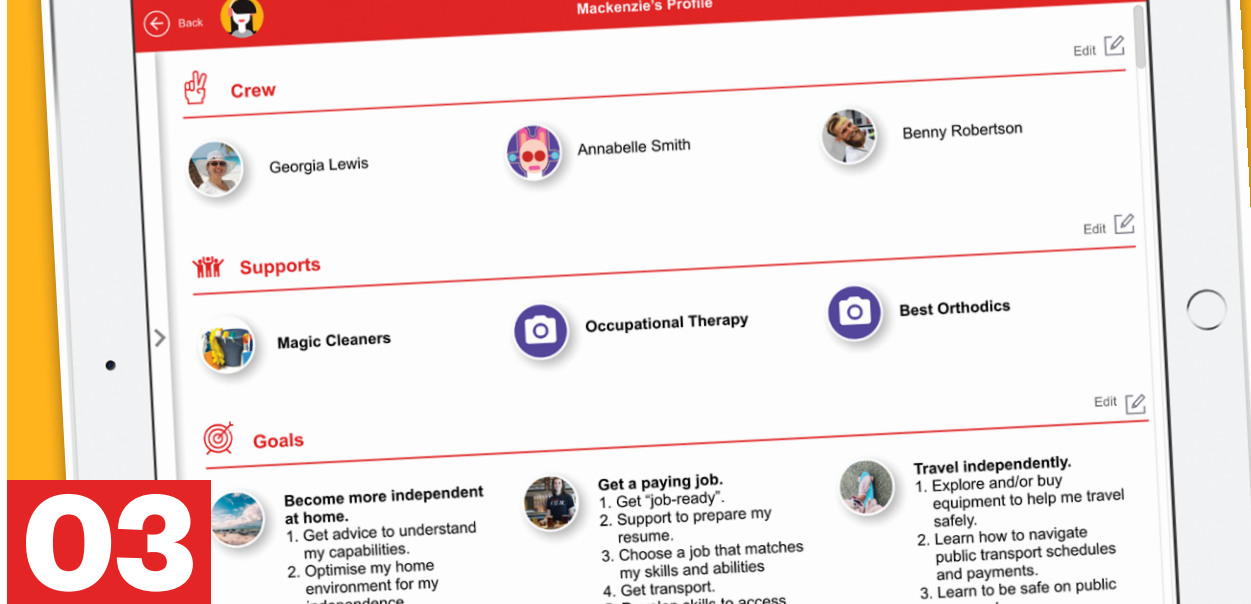 Back
Mackenzie's Profile
Edit
Crew
Georgia Lewis
Annabelle Smith
Benny Robertson
Edit
Supports
Magic Cleaners
Occupational Therapy
Best Orthodics
Edit
Goals
Become more independent
at home.
1. Get advice to understand
my capabilities.
2. Optimise my home
environment for my
independence
Get a paying job.
1. Get "job-ready".
2. Support to prepare my
resume.
3. Choose a job that matches
my skills and abilities
4. Get transport.
skills to access
Travel independently.
1. Explore and/or buy
equipment to help me travel
safely.
2. Learn how to navigate
public transport schedules
and payments.
3. Learn to be safe on public
03